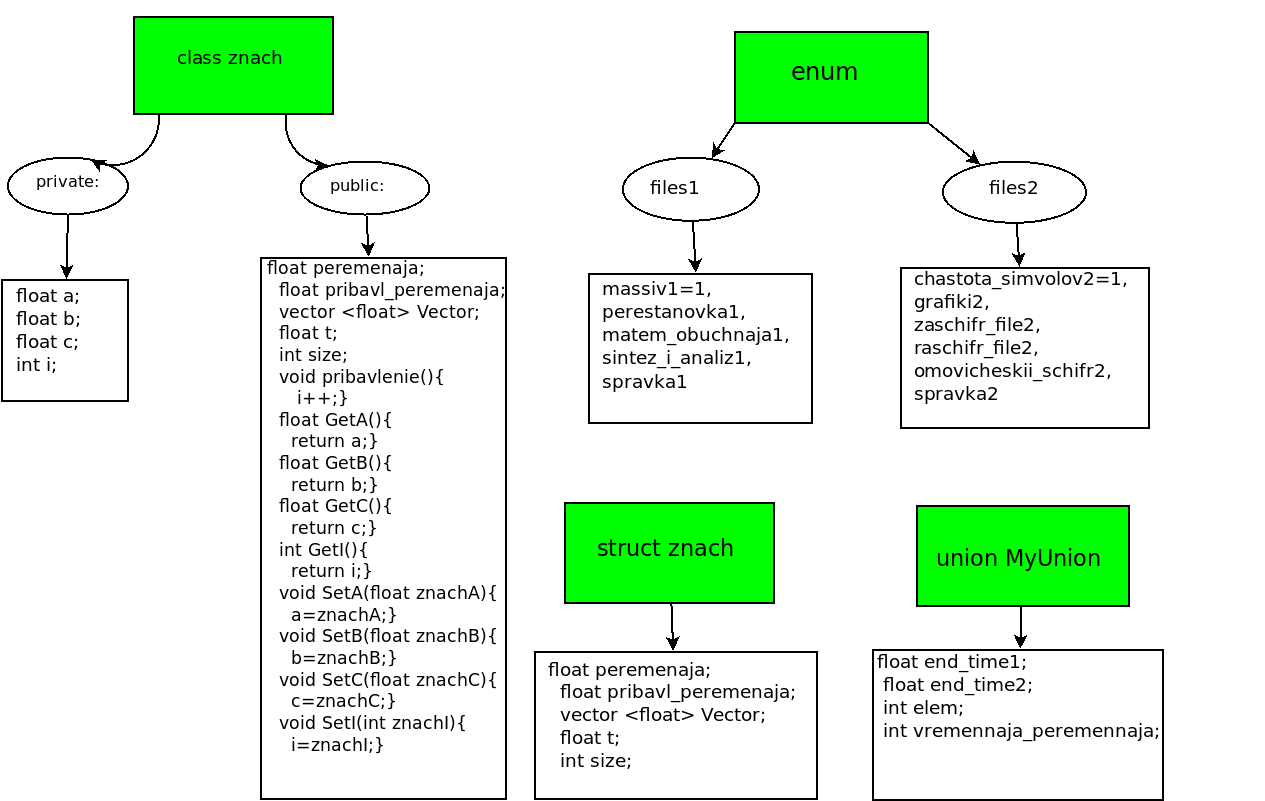 class znach
private:
public:
float a;
float b;
float c;
int i;
float peremenaja;
float pribavl_peremenaja;
vector <float> Vector;
float t;
int size;
void pribavlenie(){
i++;}
float GetA(){
return a;}
float GetB(){
return b;}
float GetC(){
return c;}
int GetI(){
return i;}
void SetA(float znachA){
a=znachA;}
void SetB(float znachB){
b=znachB;}
void SetC(float znachC){
c=znachC;}
void SetI(int znachI){
i=znachI;}
enum
files1
files2
massiv1=1,
perestanovka1,
matem_obuchnaja1,
sintez_i_analiz1,
spravka1
chastota_simvolov2=1,
grafiki2,
zaschifr_file2,
raschifr_file2,
omovicheskii_schifr2,
spravka2
struct znach
float peremenaja;
float pribavl_peremenaja;
vector <float> Vector;
float t;
int size;
union MyUnion
float end_time1;
float end_time2;
int elem;
int vremennaja_peremennaja;